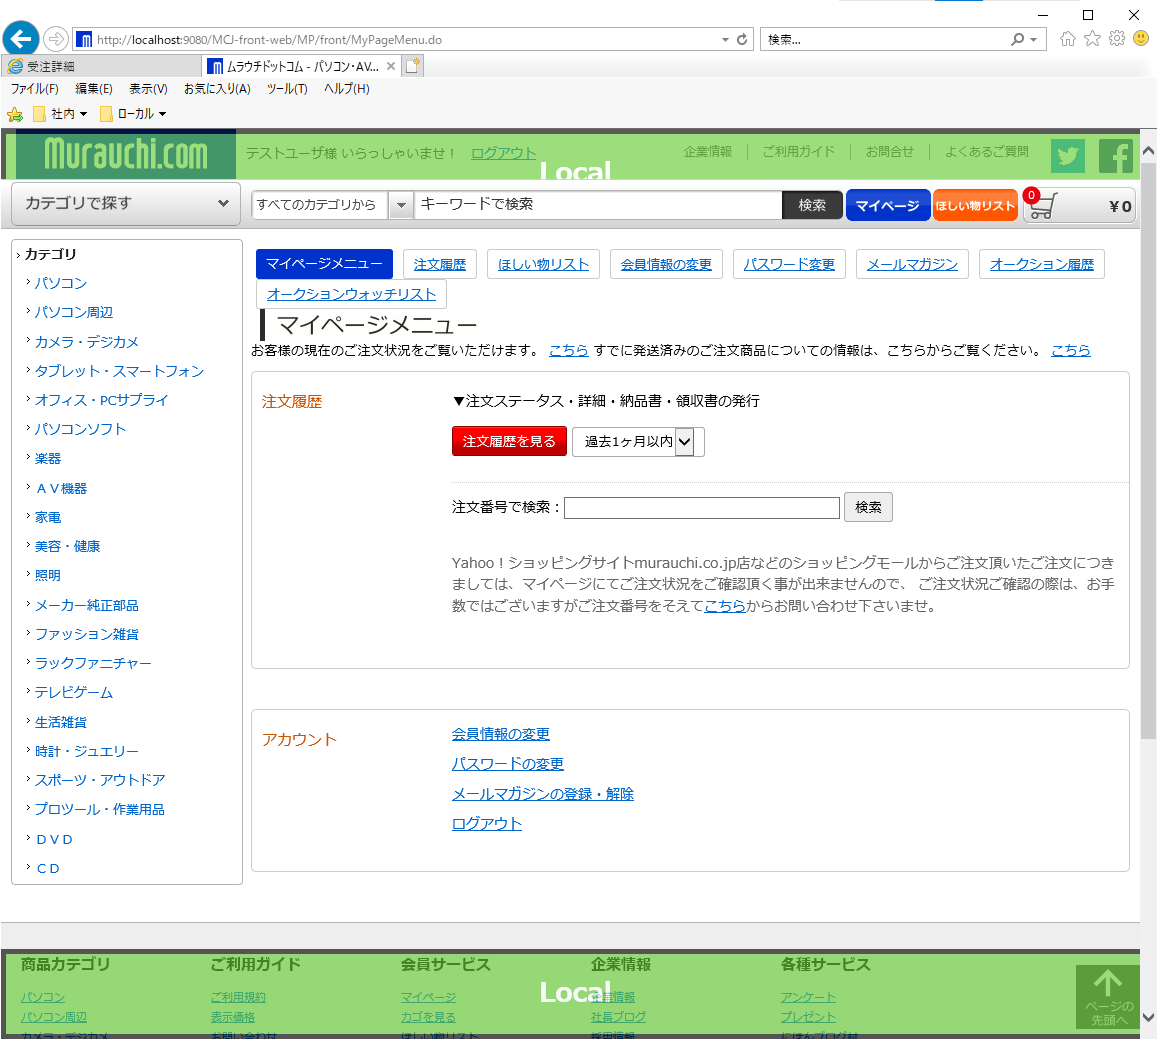 http://localhost:9080/MCJ-front-web/MP/front/MyPageMenu.do
検索...
受注詳細
ムラウチドットコム - パソコン・AV...
ファイル(F) 編集(E) 表示(V) お気に入り(A) ツール(T) ヘルプ(H)
社内 ローカル
Murauchi.com
テストユーザ様 いらっしゃいませ！ ログアウト
企業情報 ご利用ガイド お問合せ よくあるご質問
Local
カテゴリで探す
すべてのカテゴリから
キーワードで検索
検索
マイページ
ほしい物リスト
0
¥ 0
カテゴリ
パソコン
パソコン周辺
カメラ・デジカメ
タブレット・スマートフォン
オフィス・PCサプライ
パソコンソフト
楽器
ＡＶ機器
家電
美容・健康
照明
メーカー純正部品
ファッション雑貨
ラックファニチャー
テレビゲーム
生活雑貨
時計・ジュエリー
スポーツ・アウトドア
プロツール・作業用品
ＤＶＤ
ＣＤ
マイページメニュー 注文履歴 ほしい物リスト 会員情報の変更 パスワード変更 メールマガジン オークション履歴
オークションウォッチリスト
マイページメニュー
お客様の現在のご注文状況をご覧いただけます。 こちら すでに発送済みのご注文商品についての情報は、こちらからご覧ください。 こちら
注文履歴
▼注文ステータス・詳細・納品書・領収書の発行
注文履歴を見る 過去1ヶ月以内
注文番号で検索： 検索
Yahoo！ショッピングサイトmurauchi.co.jp店などのショッピングモールからご注文頂いたご注文につき
ましては、マイページにてご注文状況をご確認頂く事が出来ませんので、 ご注文状況ご確認の際は、お手
数ではございますがご注文番号をそえてこちらからお問い合わせ下さいませ。
アカウント
会員情報の変更
パスワードの変更
メールマガジンの登録・解除
ログアウト
商品カテゴリ ご利用ガイド 会員サービス 企業情報 各種サービス
パソコン ご利用規約 マイページ 企業情報 アンケート
Local
パソコン周辺 表示価格 カゴを見る 社長ブログ プレゼント
カメラ・デジカメ お問い合わせ ほしい物リスト 採用情報 にほんブログ村
ページの
先頭へ